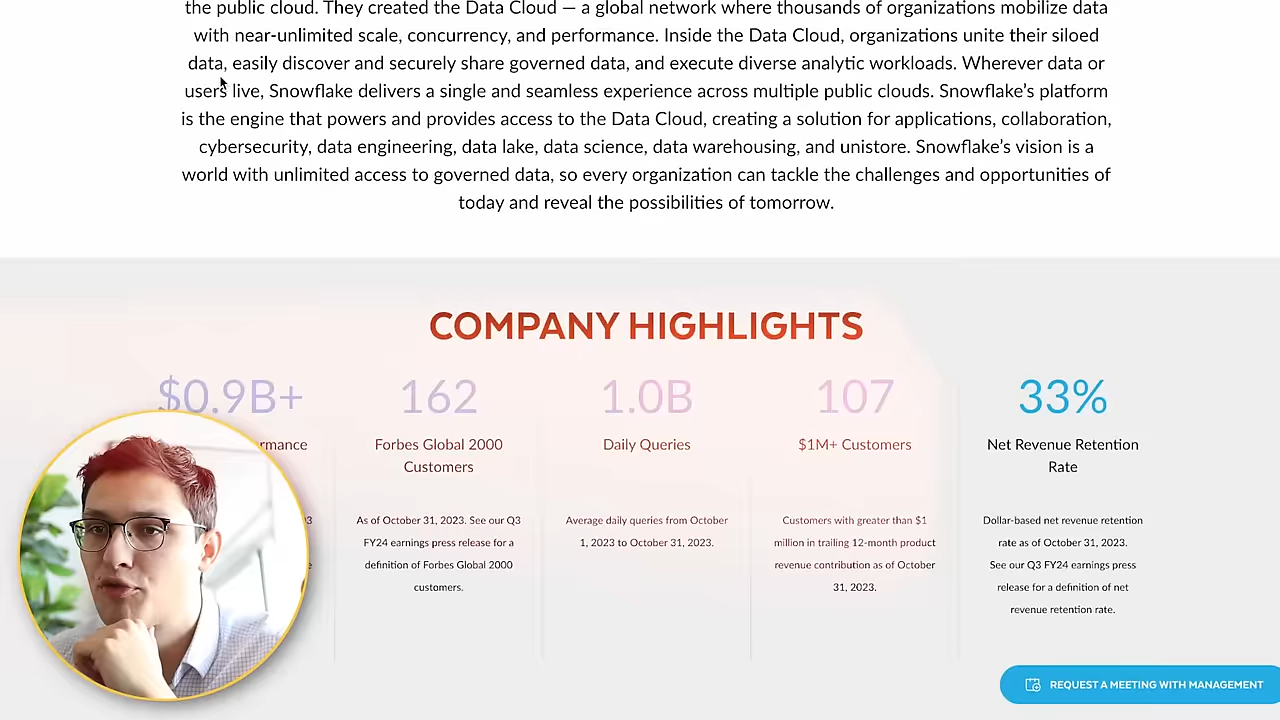 the public cloud. They created the Data Cloud — a global network where thousands of organizations mobilize data
with near-unlimited scale, concurrency, and performance. Inside the Data Cloud, organizations unite their siloed
data, easily discover and securely share governed data, and execute diverse analytic workloads. Wherever data or
users live, Snowflake delivers a single and seamless experience across multiple public clouds. Snowflake’s platform
is the engine that powers and provides access to the Data Cloud, creating a solution for applications, collaboration,
cybersecurity, data engineering, data lake, data science, data warehousing, and unistore. Snowflake’s vision is a
world with unlimited access to governed data, so every organization can tackle the challenges and opportunities of
today and reveal the possibilities of tomorrow.
COMPANY HIGHLIGHTS
$0.9B+
162
Forbes Global 2000
Customers
As of October 31, 2023. See our Q3
FY24 earnings press release for a
definition of Forbes Global 2000
customers.
1.0B
Daily Queries
Average daily queries from October
1, 2023 to October 31, 2023.
107
$1M+ Customers
Customers with greater than $1
million in trailing 12-month product
revenue contribution as of October
31, 2023.
33%
Net Revenue Retention
Rate
Dollar-based net revenue retention
rate as of October 31, 2023.
See our Q3 FY24 earnings press
release for a definition of net
revenue retention rate.
REQUEST A MEETING WITH MANAGEMENT